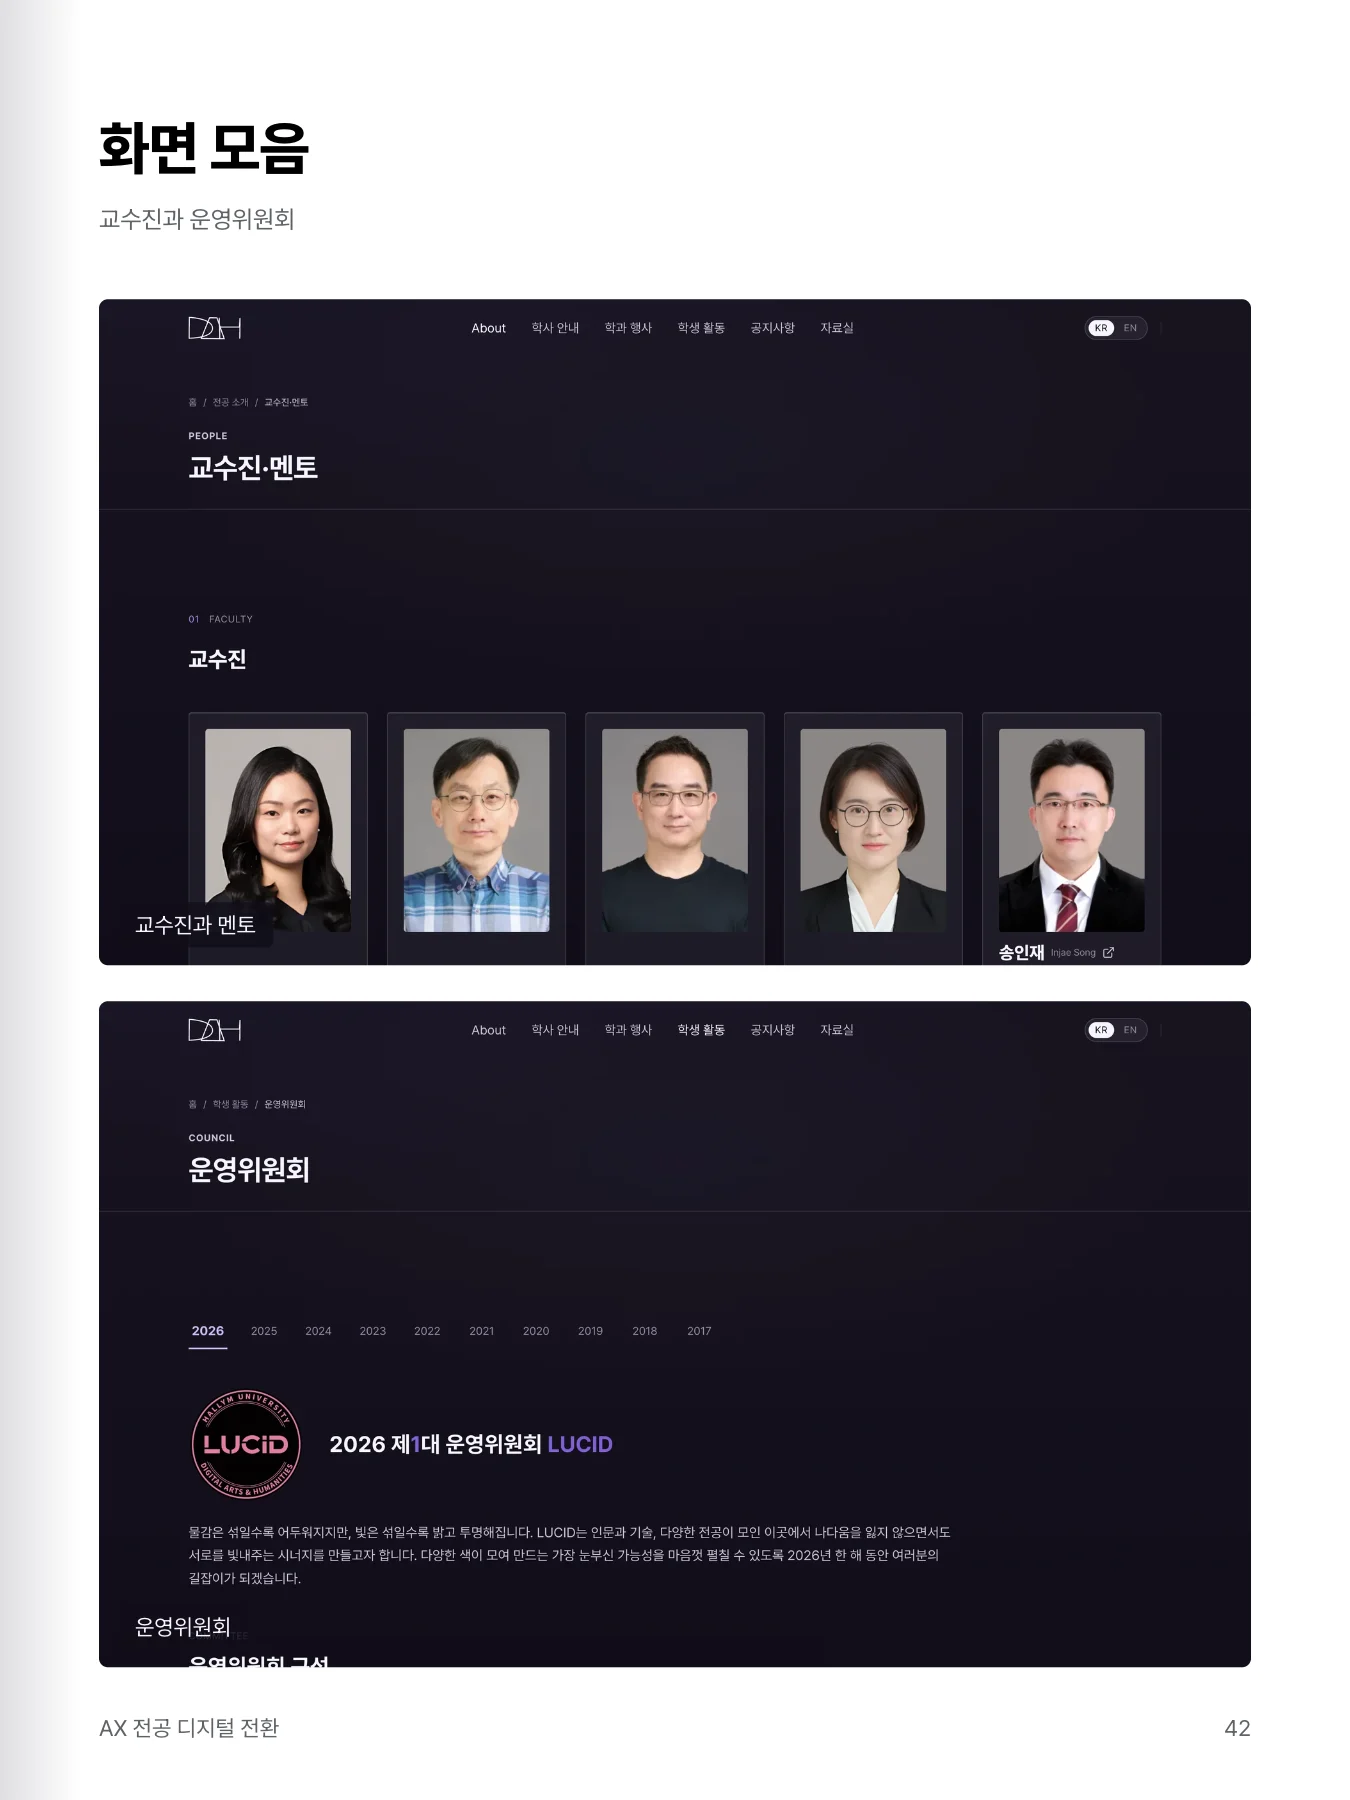 화면 모음
교수진과 운영위원회
DAH
About 학사 안내 학과 행사 학생 활동 공지사항 자료실
KR EN
홈 / 전공 소개 / 교수진·멘토
PEOPLE
교수진·멘토
01 FACULTY
교수진
교수진과 멘토
송인재 Injae Song
DAH
About 학사 안내 학과 행사 학생 활동 공지사항 자료실
KR EN
홈 / 학생 활동 / 운영위원회
COUNCIL
운영위원회
2026 2025 2024 2023 2022 2021 2020 2019 2018 2017
HALLYM UNIVERSITY
LUCiD
DIGITAL ARTS & HUMANITIES
2026 제1대 운영위원회 LUCID
물감은 섞일수록 어두워지지만, 빛은 섞일수록 밝고 투명해집니다. LUCID는 인문과 기술, 다양한 전공이 모인 이곳에서 나다움을 잃지 않으면서도
서로를 빛내주는 시너지를 만들고자 합니다. 다양한 색이 모여 만드는 가장 눈부신 가능성을 마음껏 펼칠 수 있도록 2026년 한 해 동안 여러분의
길잡이가 되겠습니다.
운영위원회
운영위원회 구성
AX 전공 디지털 전환
42